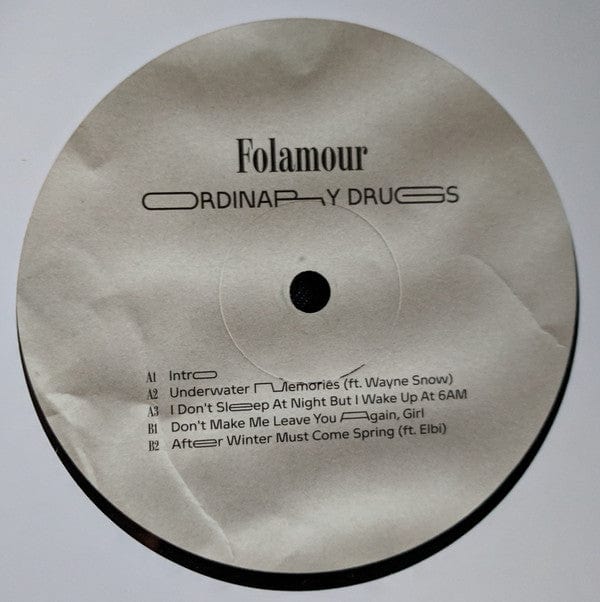 Folamour
ORDINARY DRUGS
A1 Intro
A2 Underwater Memories (ft. Wayne Snow)
A3 I Don't Sleep At Night But I Wake Up At 6AM
B1 Don't Make Me Leave You Again, Girl
B2 After Winter Must Come Spring (ft. Elbi)